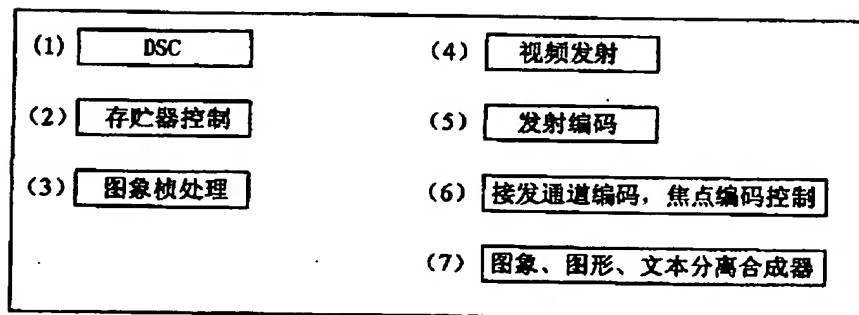 (1) DSC
(2) 存贮器控制
(3) 图象桢处理
(4) 视频发射
(5) 发射编码
(6) 接发通道编码，焦点编码控制
(7) 图象、图形、文本分离合成器